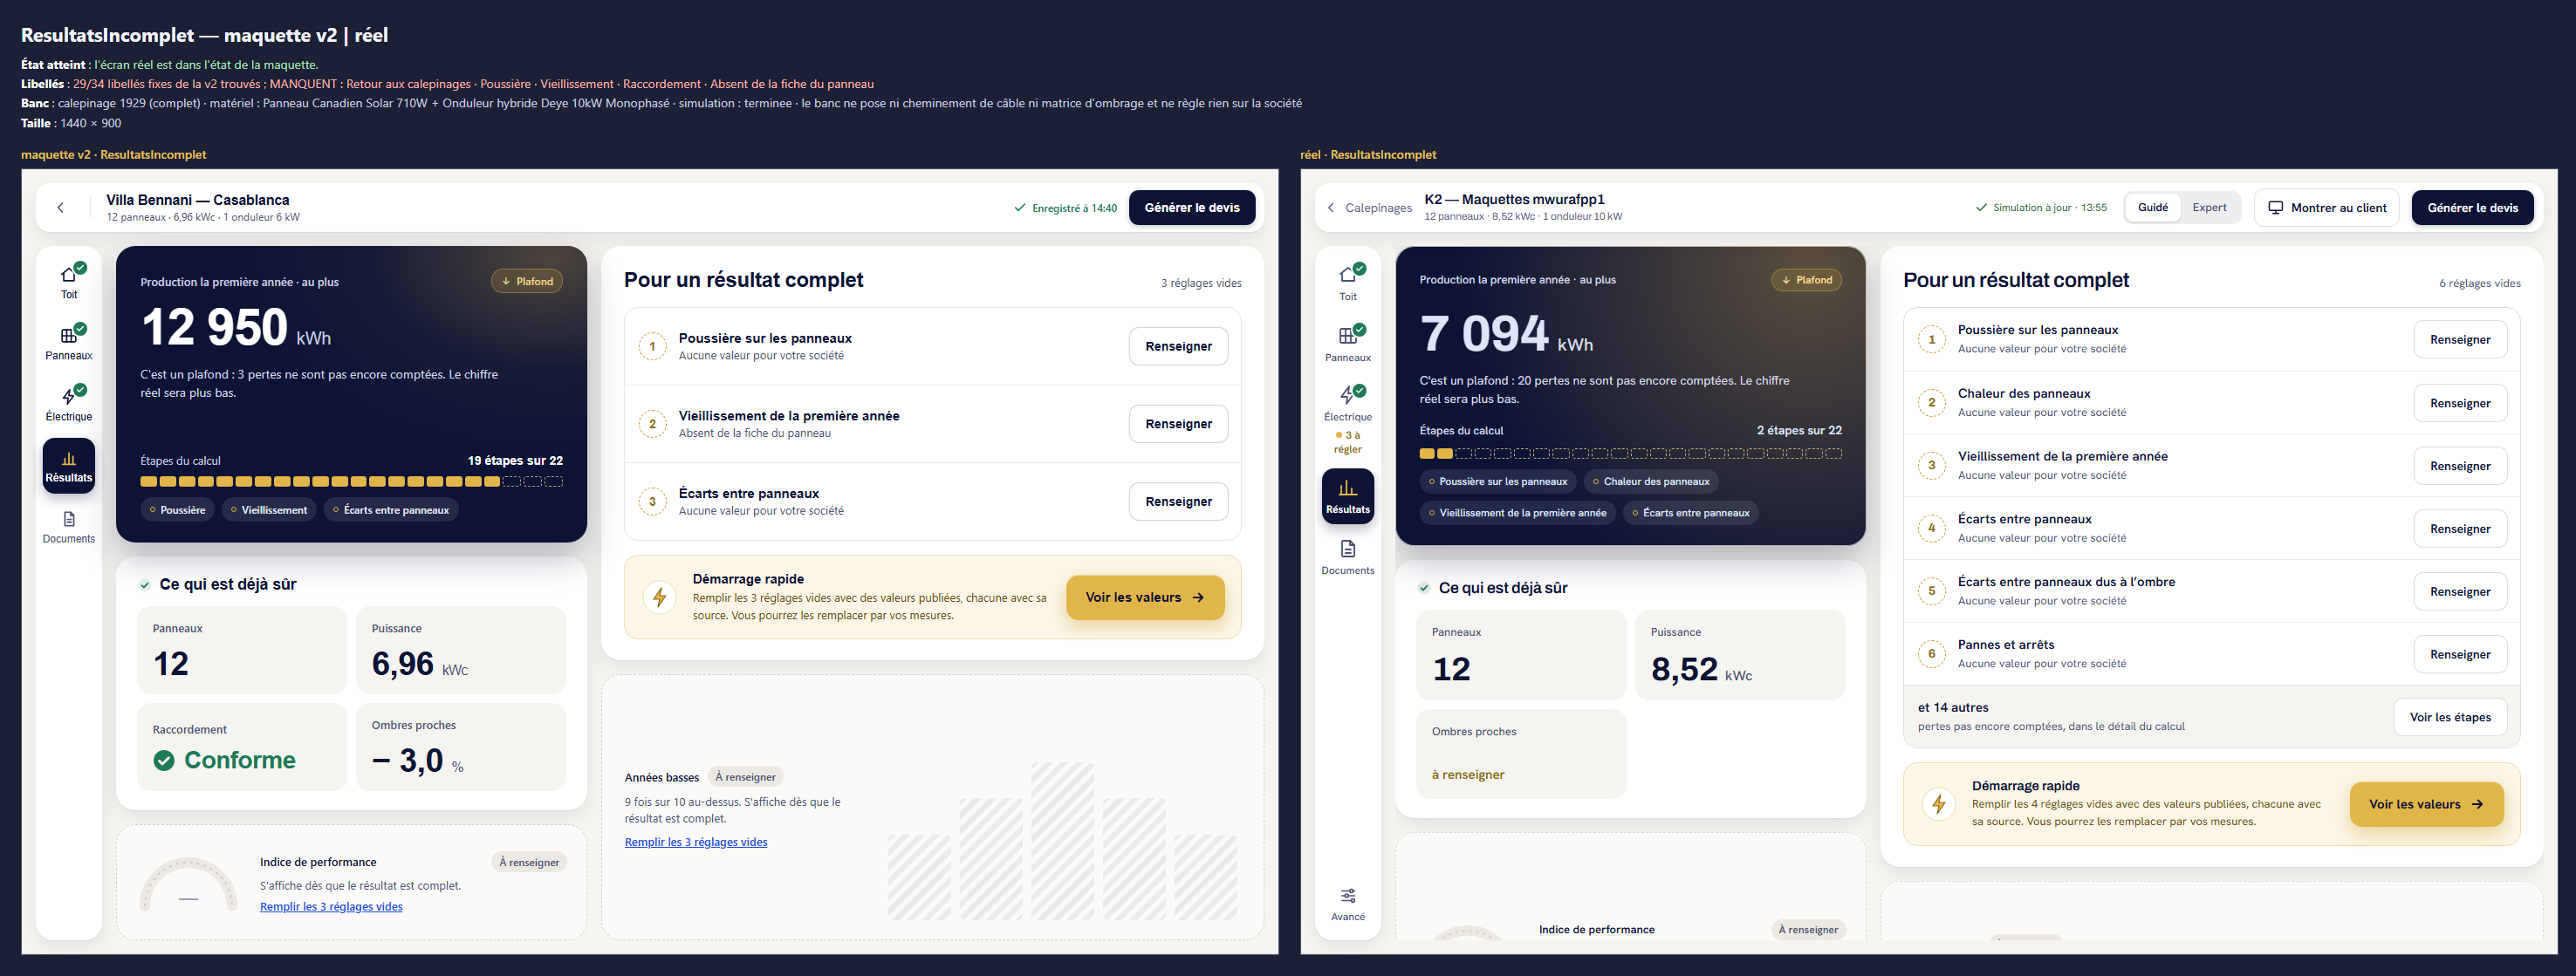 ResultatsIncomplet — maquette v2 | réel
État atteint : l'écran réel est dans l'état de la maquette.
Libellés : 29/34 libellés fixes de la v2 trouvés ; MANQUENT : Retour aux calepinages · Poussière · Vieillissement · Raccordement · Absent de la fiche du panneau
Banc : calepinage 1929 (complet) · matériel : Panneau Canadien Solar 710W + Onduleur hybride Deye 10kW Monophasé · simulation : terminee · le banc ne pose ni cheminement de câble ni matrice d'ombrage et ne règle rien sur la société
Taille : 1440 × 900
maquette v2 · ResultatsIncomplet
Villa Bennani — Casablanca
12 panneaux · 6,96 kWc · 1 onduleur 6 kW
Enregistré à 14:40
Générer le devis
Toit
Panneaux
Électrique
Résultats
Documents
Production la première année · au plus
Plafond
12 950 kWh
C'est un plafond : 3 pertes ne sont pas encore comptées. Le chiffre
réel sera plus bas.
Étapes du calcul
19 étapes sur 22
Poussière
Vieillissement
Écarts entre panneaux
Ce qui est déjà sûr
Panneaux
12
Puissance
6,96 kWc
Raccordement
Conforme
Ombres proches
− 3,0 %
Indice de performance
À renseigner
S'affiche dès que le résultat est complet.
Remplir les 3 réglages vides
Pour un résultat complet
3 réglages vides
1
Poussière sur les panneaux
Aucune valeur pour votre société
Renseigner
2
Vieillissement de la première année
Absent de la fiche du panneau
Renseigner
3
Écarts entre panneaux
Aucune valeur pour votre société
Renseigner
Démarrage rapide
Remplir les 3 réglages vides avec des valeurs publiées, chacune avec sa
source. Vous pourrez les remplacer par vos mesures.
Voir les valeurs
Années basses
À renseigner
9 fois sur 10 au-dessus. S'affiche dès que le
résultat est complet.
Remplir les 3 réglages vides
réel · ResultatsIncomplet
Calepinages
K2 — Maquettes mwurafpp1
12 panneaux · 8,52 kWc · 1 onduleur 10 kW
Simulation à jour · 13:55
Guidé
Expert
Montrer au client
Générer le devis
Toit
Panneaux
Électrique
3 à
régler
Résultats
Documents
Avancé
Production la première année · au plus
Plafond
7 094 kWh
C'est un plafond : 20 pertes ne sont pas encore comptées. Le chiffre
réel sera plus bas.
Étapes du calcul
2 étapes sur 22
Poussière sur les panneaux
Chaleur des panneaux
Vieillissement de la première année
Écarts entre panneaux
Ce qui est déjà sûr
Panneaux
12
Puissance
8,52 kWc
Ombres proches
à renseigner
Indice de performance
À renseigner
Pour un résultat complet
6 réglages vides
1
Poussière sur les panneaux
Aucune valeur pour votre société
Renseigner
2
Chaleur des panneaux
Aucune valeur pour votre société
Renseigner
3
Vieillissement de la première année
Aucune valeur pour votre société
Renseigner
4
Écarts entre panneaux
Aucune valeur pour votre société
Renseigner
5
Écarts entre panneaux dus à l’ombre
Aucune valeur pour votre société
Renseigner
6
Pannes et arrêts
Aucune valeur pour votre société
Renseigner
et 14 autres
pertes pas encore comptées, dans le détail du calcul
Voir les étapes
Démarrage rapide
Remplir les 4 réglages vides avec des valeurs publiées, chacune avec
sa source. Vous pourrez les remplacer par vos mesures.
Voir les valeurs